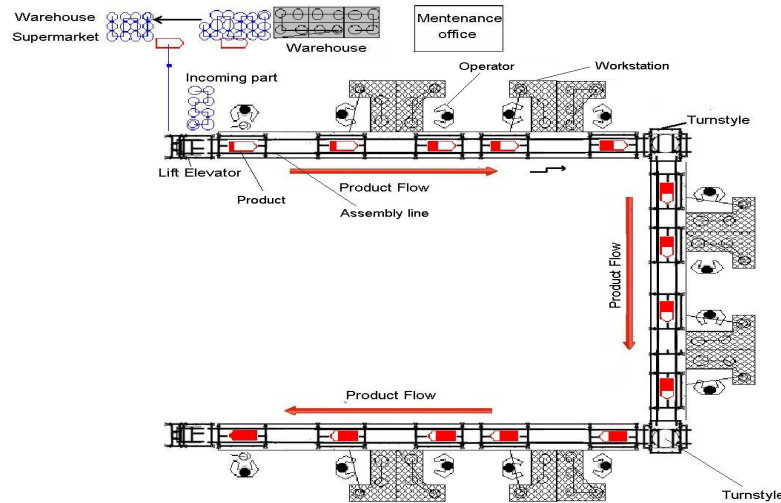 Warehouse
Supermarket
Warehouse
Mentenance
office
Incoming part
Operator
Workstation
Turnstyle
Lift Elevator
Product
Product Flow
Assembly line
Product Flow
Product Flow
Turnstyle